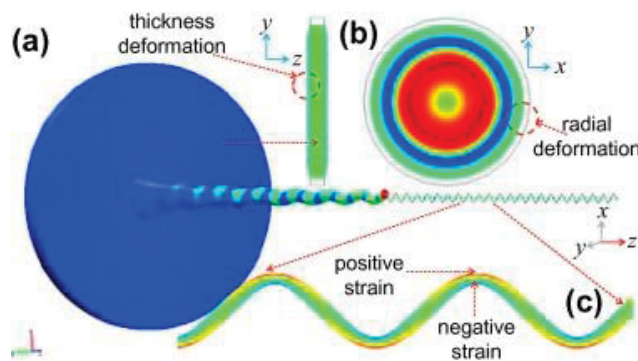 (a)
thickness
deformation
y
z
(b)
y
x
radial
deformation
x
y
z
positive
strain
negative
strain
(c)